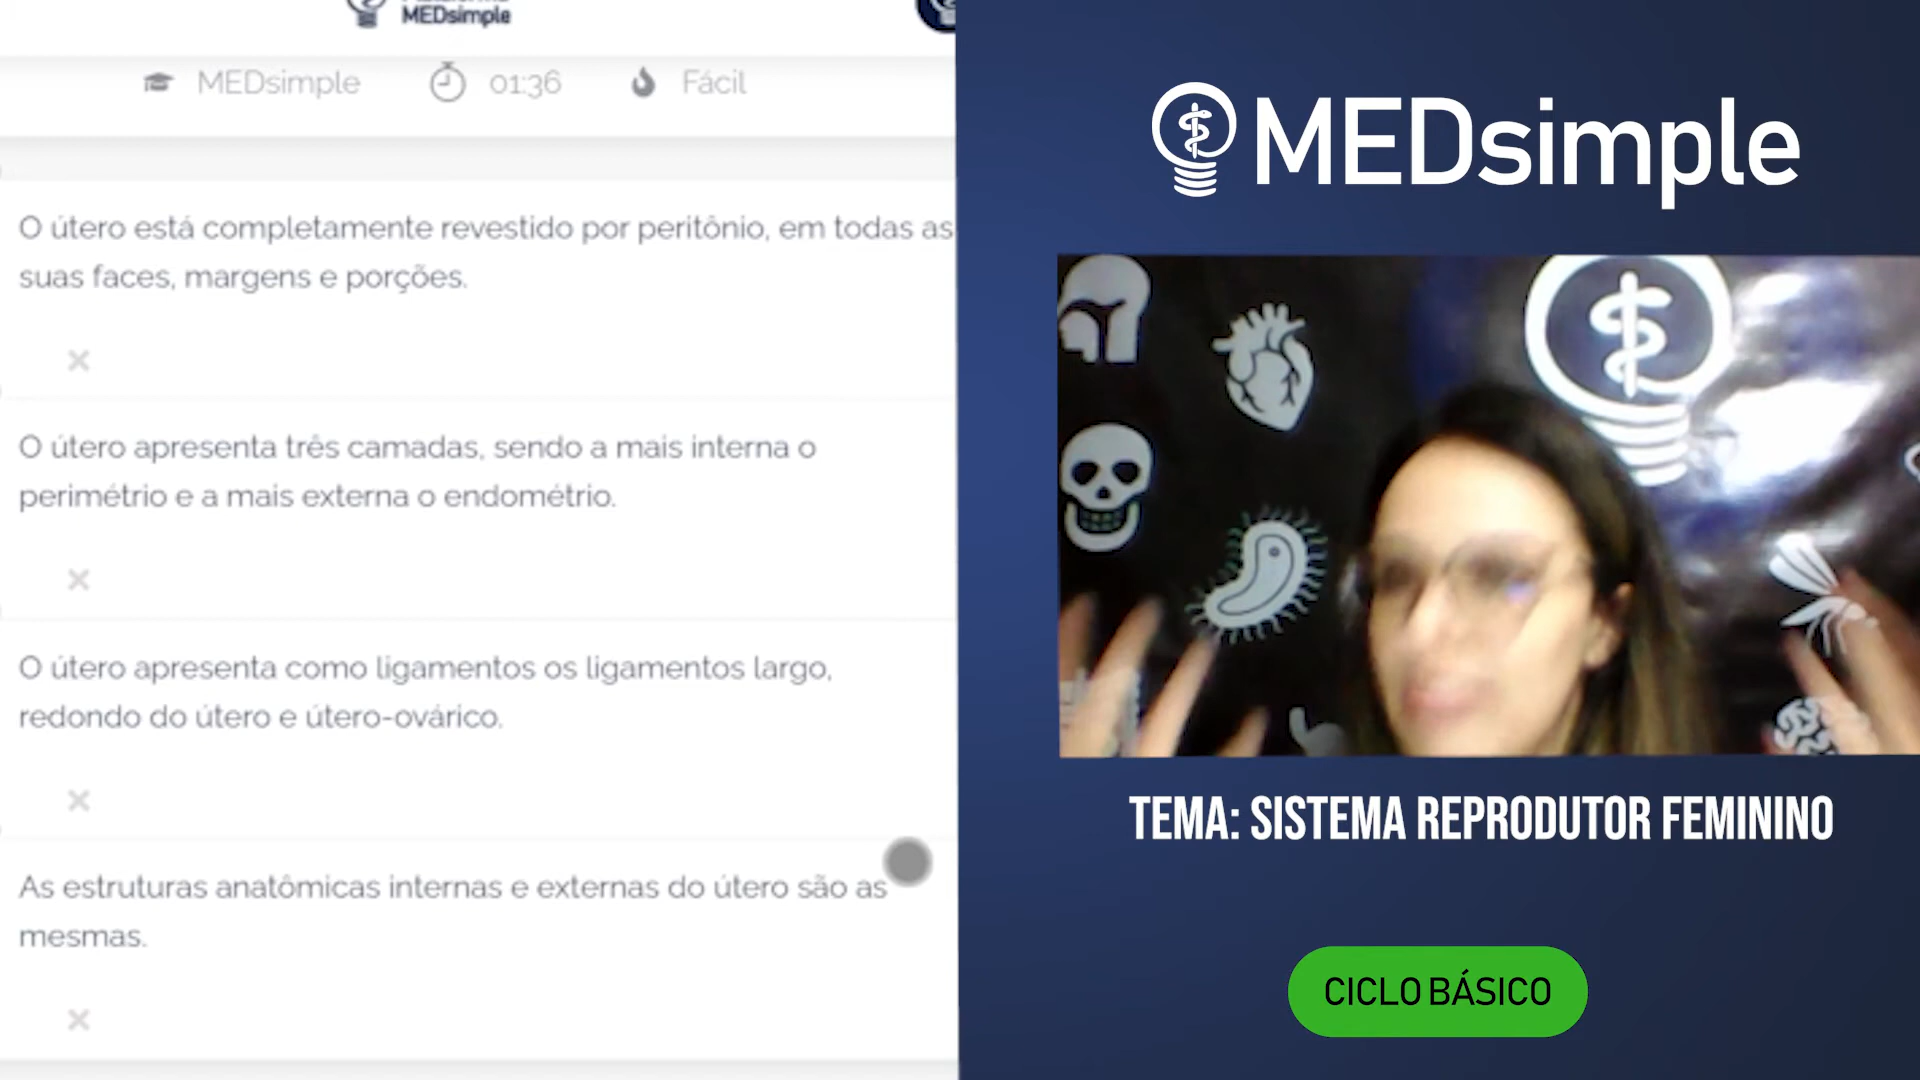 MEDsimple
MEDsimple
01:36
Fácil
O útero está completamente revestido por peritônio, em todas as
suas faces, margens e porções.
O útero apresenta três camadas, sendo a mais interna o
perimétrio e a mais externa o endométrio.
O útero apresenta como ligamentos os ligamentos largo,
redondo do útero e útero-ovárico.
As estruturas anatômicas internas e externas do útero são as
mesmas.
MEDsimple
TEMA: SISTEMA REPRODUTOR FEMININO
CICLO BÁSICO